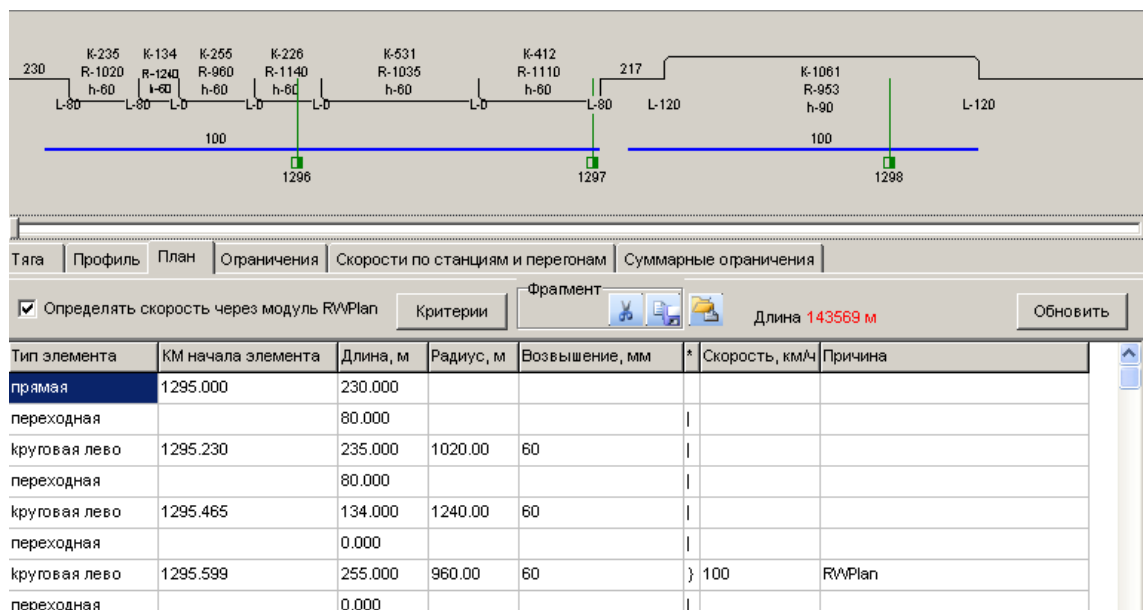 К-235 К-134 К-255 К-226 К-531 К-412
230 R-1020 R-1240 R-960 R-1140 R-1035 R-1110 217 К-1061
h-60 h-60 h-60 h-60 h-60 h-60 R-953
L-80 L-80 L-0 L-0 L-0 L-0 L-80 L-120 h-90 L-120
100 100
1296 1297 1298
Тяга Профиль План Ограничения Скорости по станциям и перегонам Суммарные ограничения
Фрагмент
Определять скорость через модуль RWPlan Критерии Длина 143569 м Обновить
Тип элемента КМ начала элемента Длина, м Радиус, м Возвышение, мм * Скорость, км/ч Причина
прямая 1295.000 230.000
переходная 80.000 |
круговая лево 1295.230 235.000 1020.00 60 |
переходная 80.000 |
круговая лево 1295.465 134.000 1240.00 60 |
переходная 0.000 |
круговая лево 1295.599 255.000 960.00 60 } 100 RWPlan
переходная 0.000 |